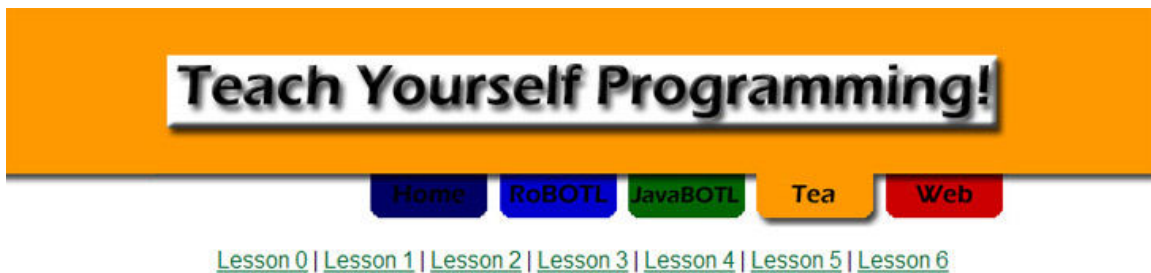 Teach Yourself Programming!
Home RoBOTL JavaBOTL Tea Web
Lesson 0 | Lesson 1 | Lesson 2 | Lesson 3 | Lesson 4 | Lesson 5 | Lesson 6